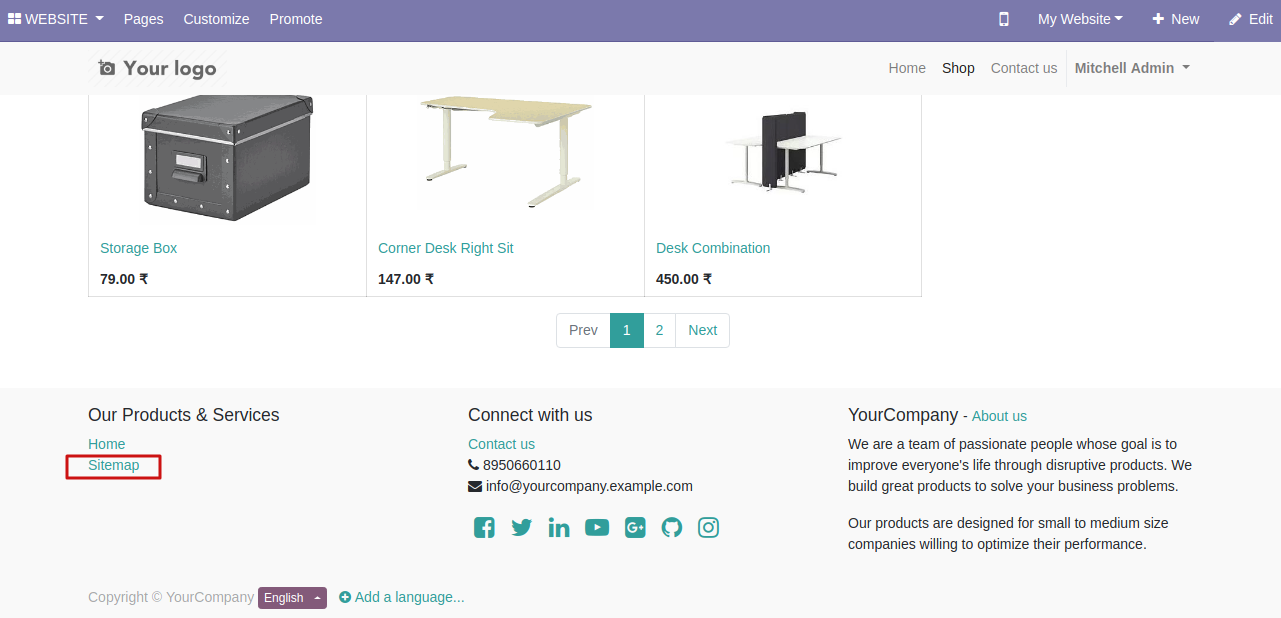 WEBSITE Pages Customize Promote My Website New Edit
Your logo Home Shop Contact us Mitchell Admin
Storage Box Corner Desk Right Sit Desk Combination
79.00 ₹ 147.00 ₹ 450.00 ₹
Prev 1 2 Next
Our Products & Services
Home
Sitemap
Connect with us
Contact us
8950660110
info@yourcompany.example.com
YourCompany - About us
We are a team of passionate people whose goal is to
improve everyone's life through disruptive products. We
build great products to solve your business problems.
Our products are designed for small to medium size
companies willing to optimize their performance.
Copyright © YourCompany English Add a language...